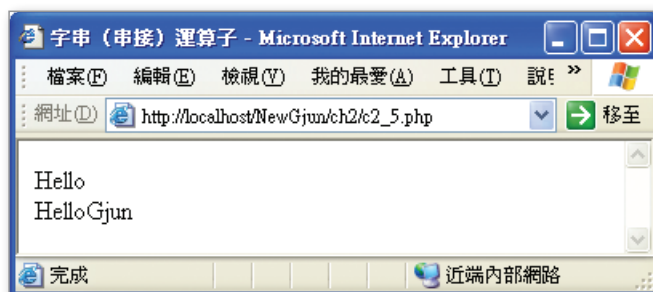 字串（串接）運算子 - Microsoft Internet Explorer
檔案(F) 編輯(E) 檢視(V) 我的最愛(A) 工具(T) »
網址(D) http://localhost/NewGjun/ch2/c2_5.php 移至
Hello
HelloGjun
完成 近端內部網路